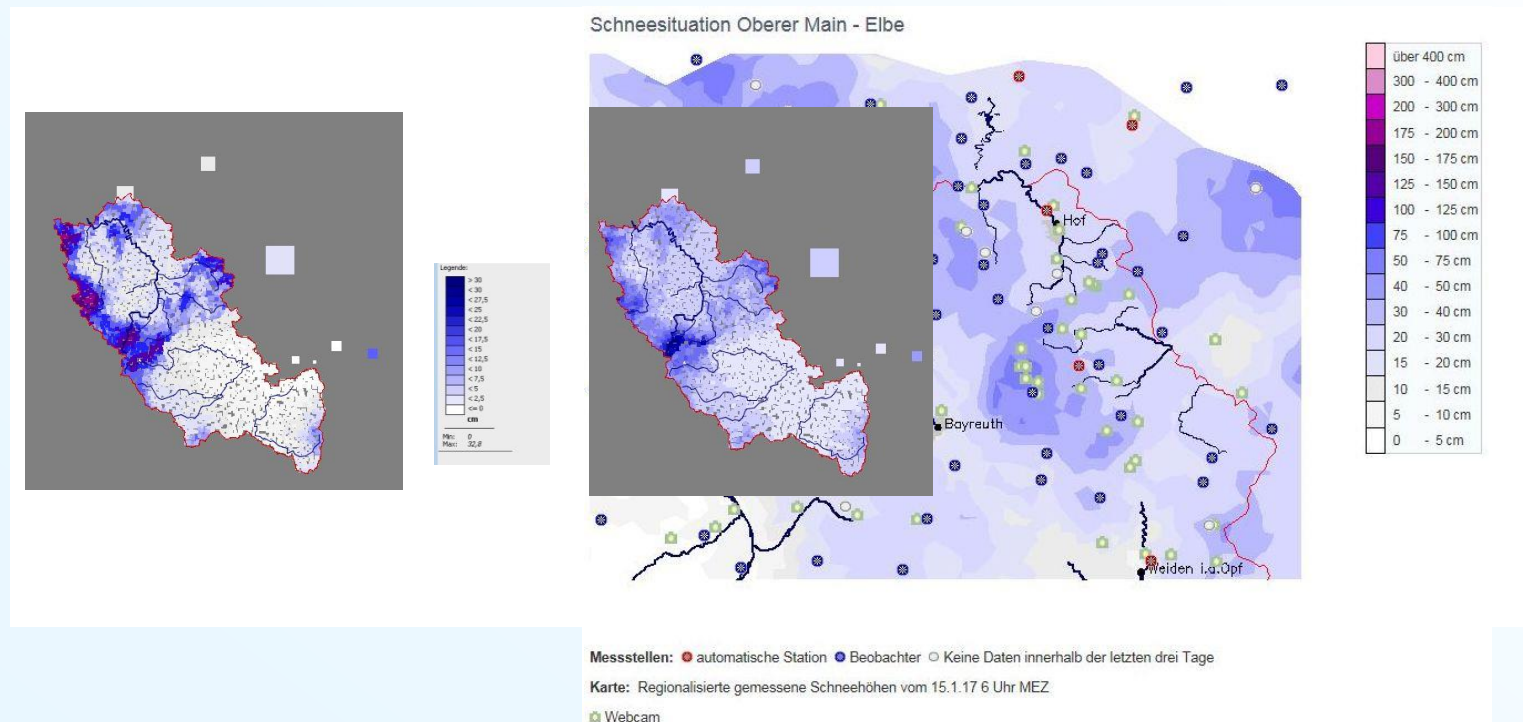 Schneesituation Oberer Main - Elbe
über 400 cm
300 - 400 cm
200 - 300 cm
175 - 200 cm
150 - 175 cm
125 - 150 cm
100 - 125 cm
75 - 100 cm
50 - 75 cm
40 - 50 cm
30 - 40 cm
20 - 30 cm
15 - 20 cm
10 - 15 cm
5 - 10 cm
0 - 5 cm
Hof
Bayreuth
Weiden i.d.Opf
Legende:
> 30
< 30
< 27,5
< 25
< 22,5
< 20
< 17,5
< 15
< 12,5
< 10
< 7,5
< 5
< 2,5
<= 0
cm
Min: 0
Max: 32,8
Messstellen: automatische Station Beobachter Keine Daten innerhalb der letzten drei Tage
Karte: Regionalisierte gemessene Schneehöhen vom 15.1.17 6 Uhr MEZ
Webcam